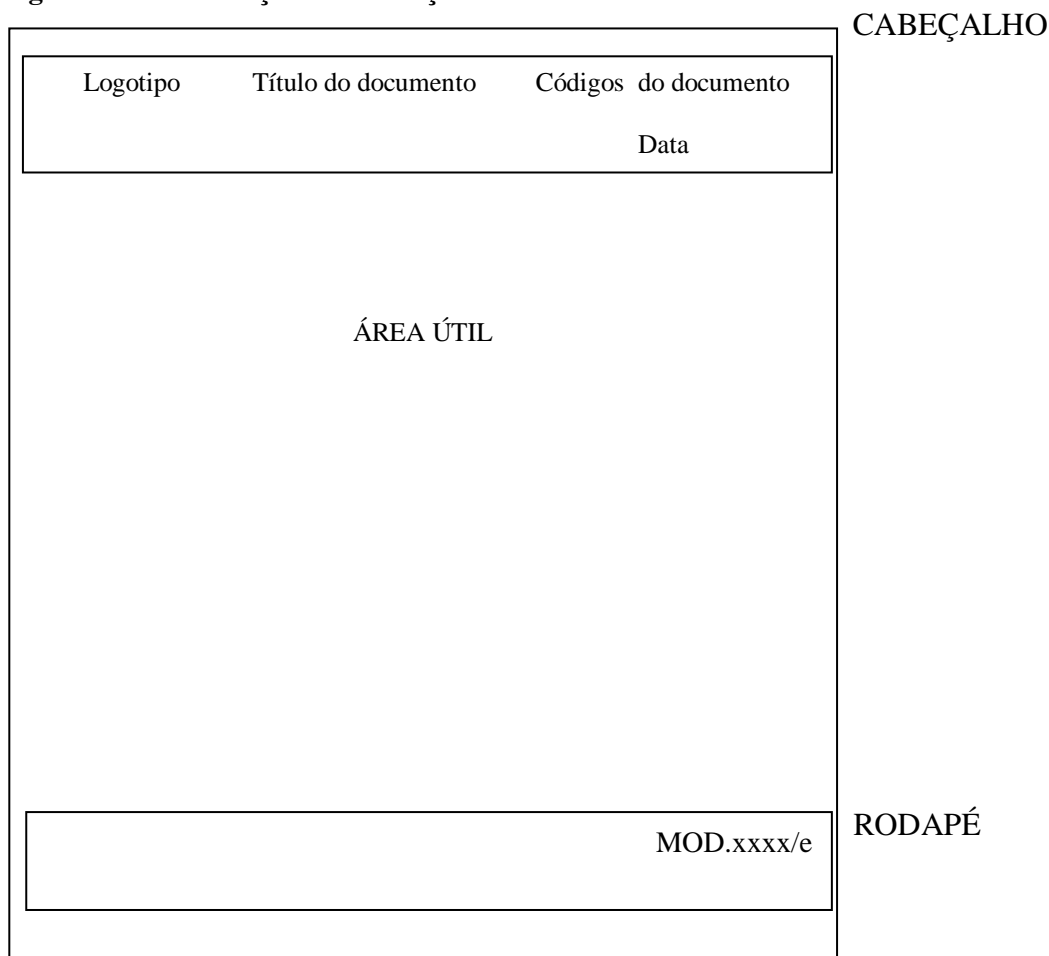 CABEÇALHO
Logotipo Título do documento Códigos do documento
Data
ÁREA ÚTIL
RODAPÉ
MOD.xxxx/e